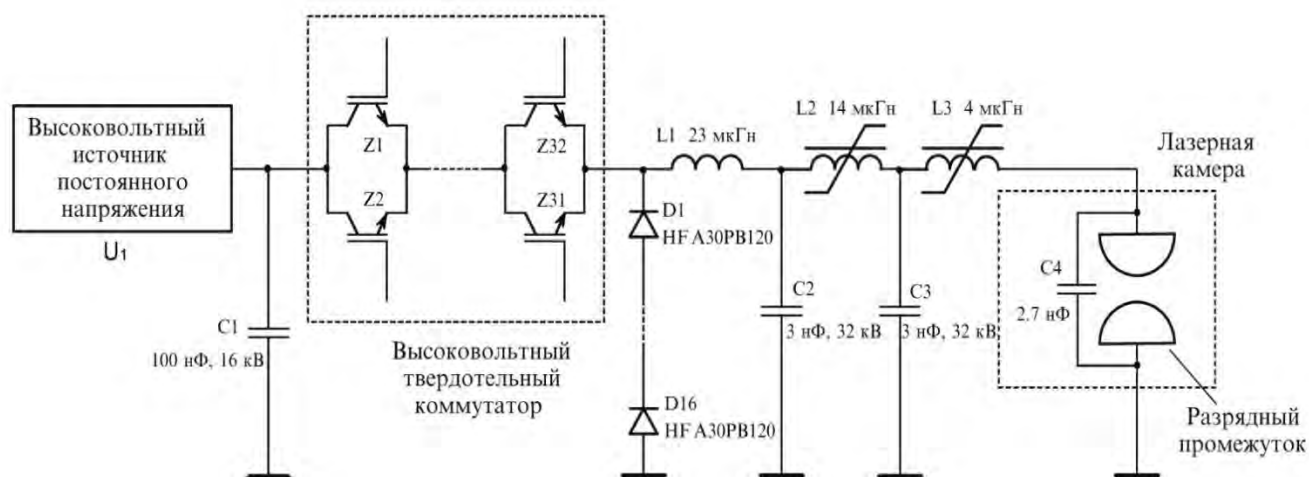 Высоковольтный
источник
постоянного
напряжения
U1
C1
100 нФ, 16 кВ
Z1
Z2
Z32
Z31
Высоковольтный
твердотельный
коммутатор
D1
HFA30PB120
D16
HFA30PB120
L1 23 мкГн
L2 14 мкГн
L3 4 мкГн
C2
3 нФ, 32 кВ
C3
3 нФ, 32 кВ
Лазерная
камера
C4
2.7 нФ
Разрядный
промежуток